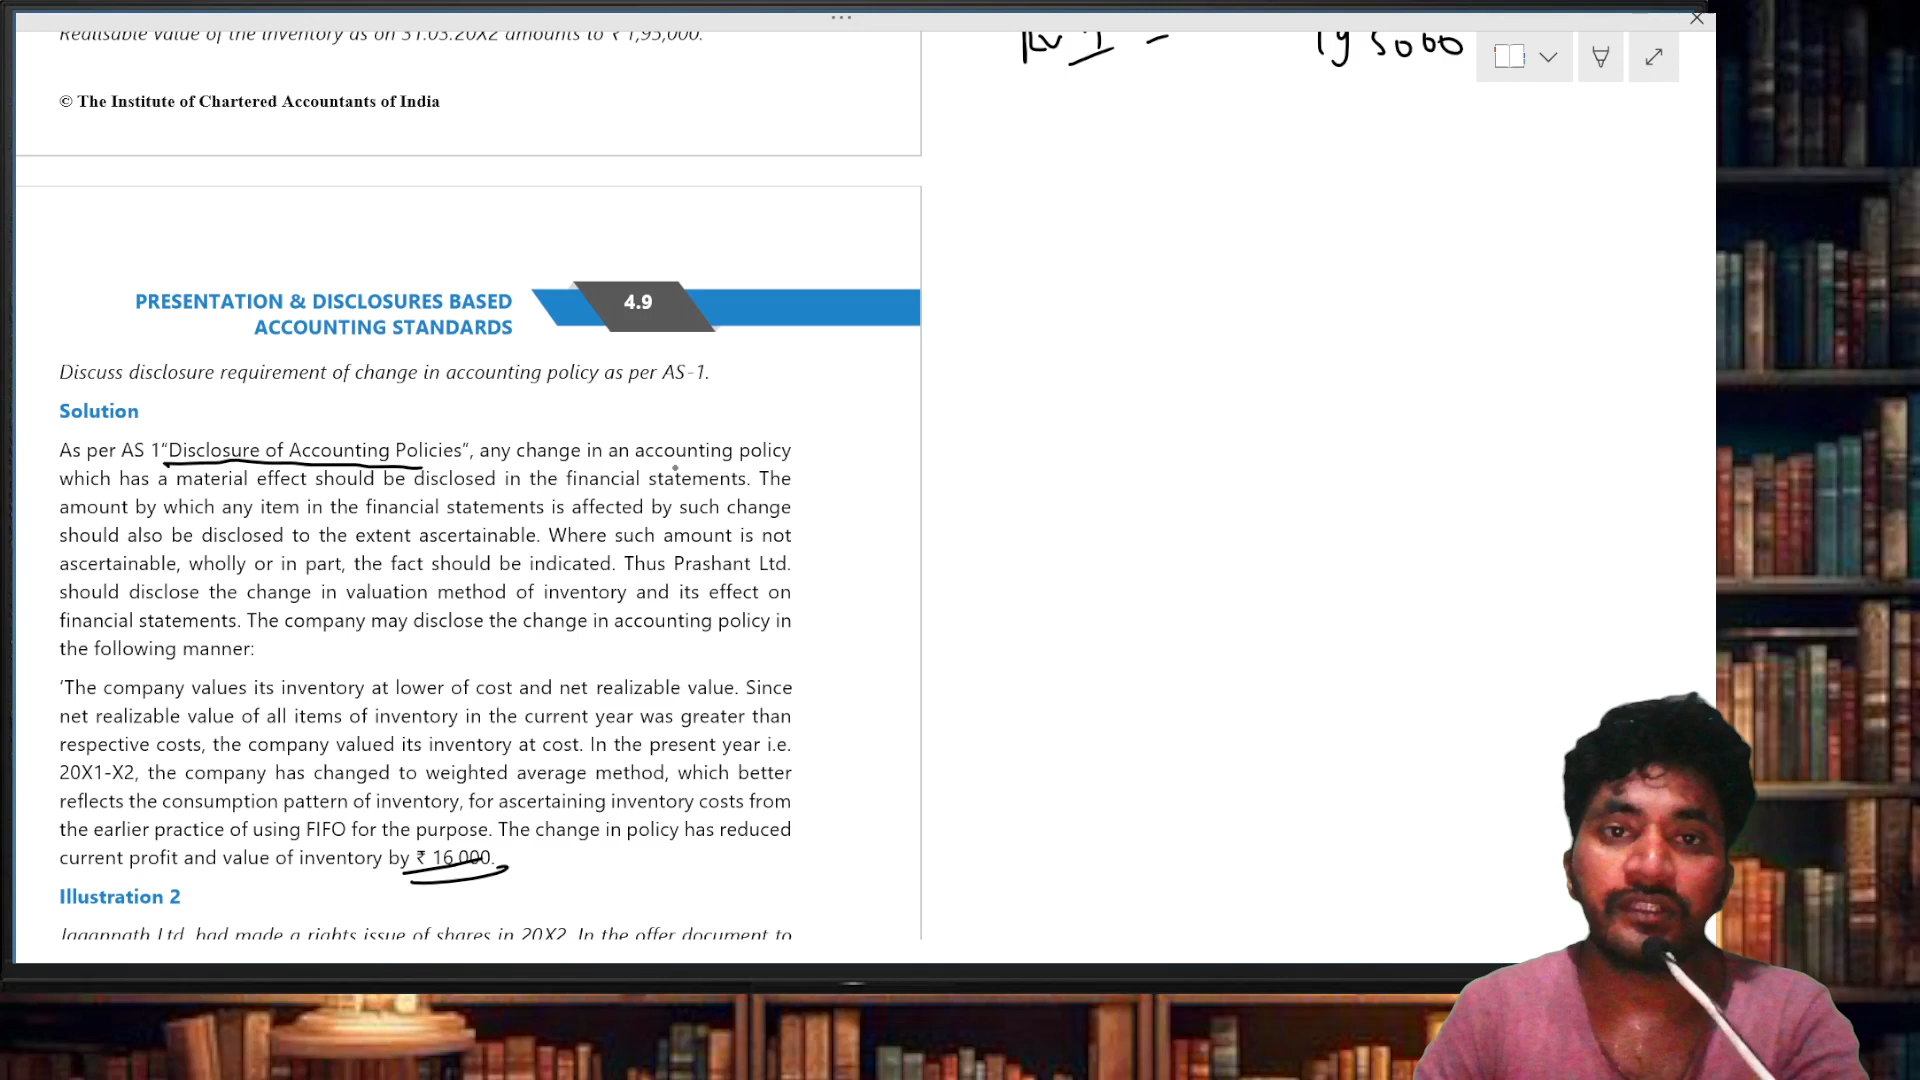 Realisable value of the inventory as on 31.03.20X2 amounts to ₹ 1,95,000.
© The Institute of Chartered Accountants of India
PRESENTATION & DISCLOSURES BASED
ACCOUNTING STANDARDS
4.9
Discuss disclosure requirement of change in accounting policy as per AS-1.
Solution
As per AS 1“Disclosure of Accounting Policies”, any change in an accounting policy
which has a material effect should be disclosed in the financial statements. The
amount by which any item in the financial statements is affected by such change
should also be disclosed to the extent ascertainable. Where such amount is not
ascertainable, wholly or in part, the fact should be indicated. Thus Prashant Ltd.
should disclose the change in valuation method of inventory and its effect on
financial statements. The company may disclose the change in accounting policy in
the following manner:
‘The company values its inventory at lower of cost and net realizable value. Since
net realizable value of all items of inventory in the current year was greater than
respective costs, the company valued its inventory at cost. In the present year i.e.
20X1-X2, the company has changed to weighted average method, which better
reflects the consumption pattern of inventory, for ascertaining inventory costs from
the earlier practice of using FIFO for the purpose. The change in policy has reduced
current profit and value of inventory by ₹ 16,000.
Illustration 2
Jagannath Ltd. had made a rights issue of shares in 20X2. In the offer document to